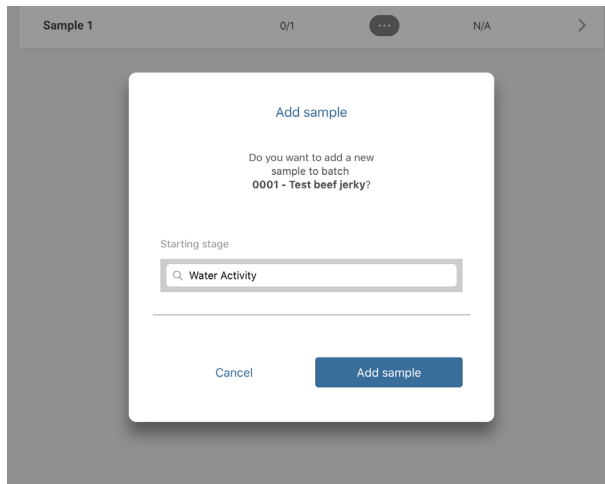 Sample 1 0/1 ... N/A
Add sample
Do you want to add a new
sample to batch
0001 - Test beef jerky?
Starting stage
Water Activity
Cancel Add sample